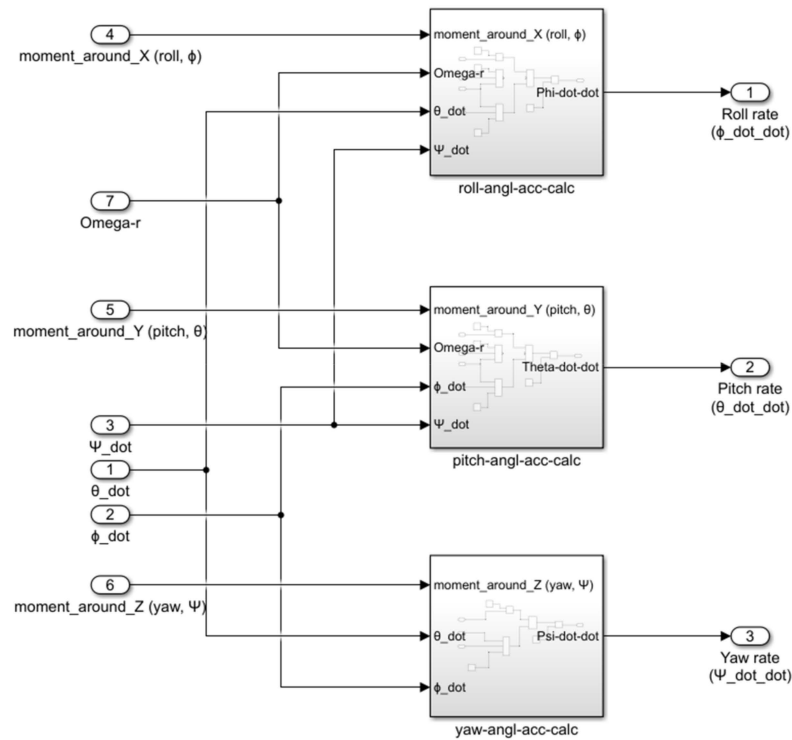 4
moment_around_X (roll, ϕ)
moment_around_X (roll, ϕ)
Omega-r
θ_dot
Ψ_dot
Phi-dot-dot
roll-angl-acc-calc
1
Roll rate
(ϕ_dot_dot)
7
Omega-r
5
moment_around_Y (pitch, θ)
moment_around_Y (pitch, θ)
Omega-r
ϕ_dot
Ψ_dot
Theta-dot-dot
pitch-angl-acc-calc
2
Pitch rate
(θ_dot_dot)
3
Ψ_dot
1
θ_dot
2
ϕ_dot
6
moment_around_Z (yaw, Ψ)
moment_around_Z (yaw, Ψ)
θ_dot
ϕ_dot
Psi-dot-dot
yaw-angl-acc-calc
3
Yaw rate
(Ψ_dot_dot)